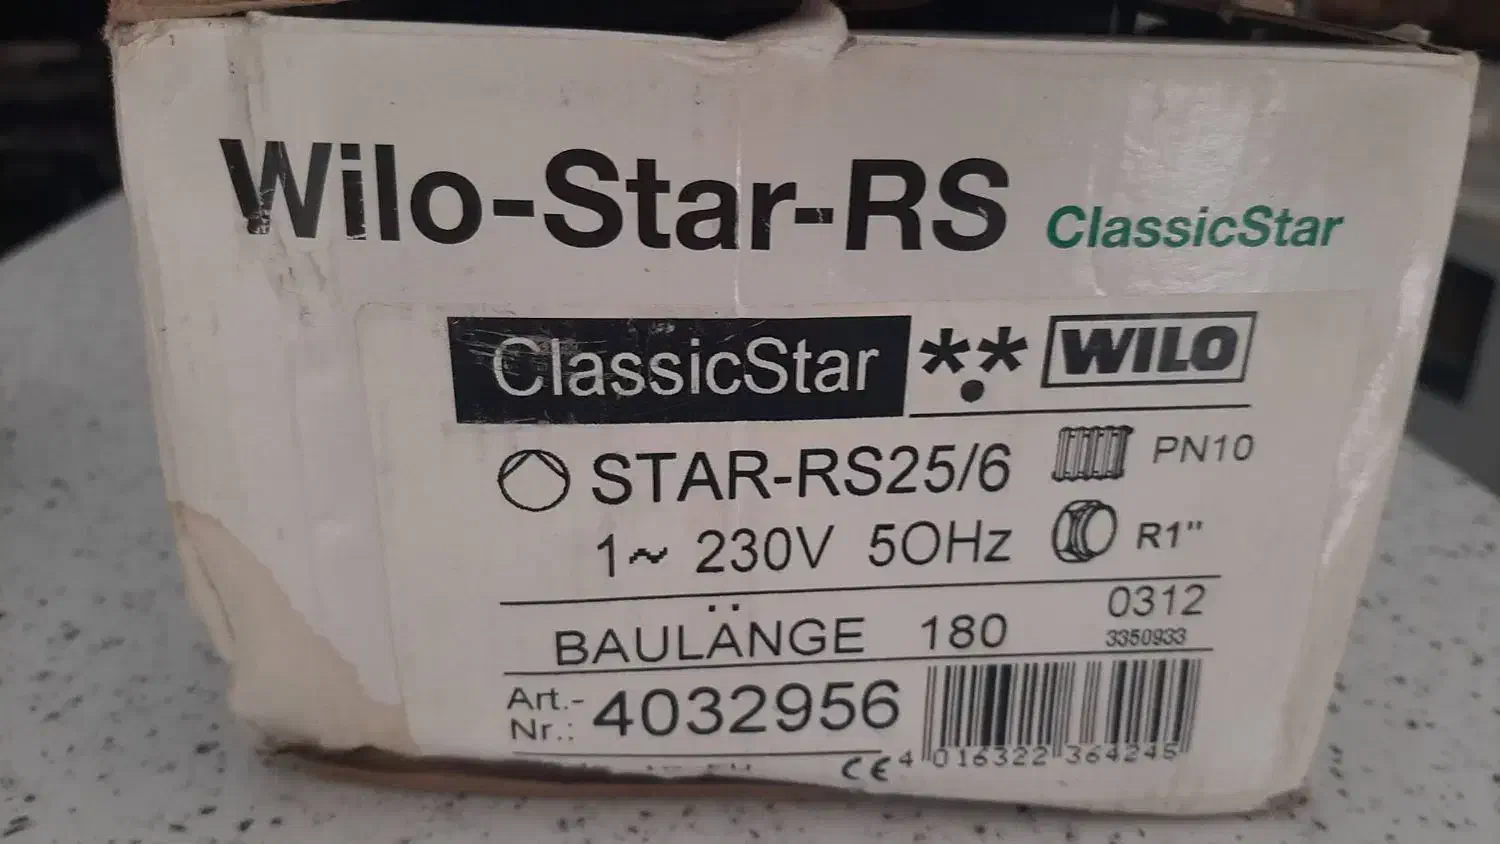 Wilo-Star-RS ClassicStar
ClassicStar ** WILO
STAR-RS25/6 PN10
1~ 230V 50Hz R1"
BAULÄNGE 180 0312
3350933
Art.-
Nr.: 4032956
CE 4 016322 364245